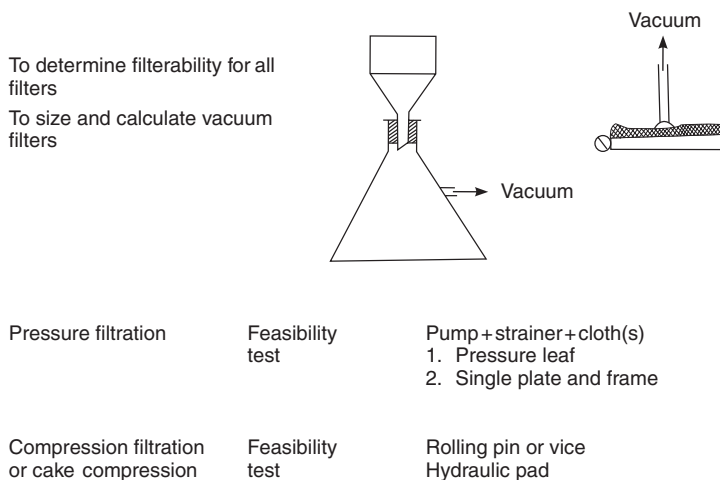 To determine filterability for all
filters
To size and calculate vacuum
filters
Vacuum
Vacuum
Pressure filtration
Feasibility
test
Pump+strainer+cloth(s)
1. Pressure leaf
2. Single plate and frame
Compression filtration
or cake compression
Feasibility
test
Rolling pin or vice
Hydraulic pad